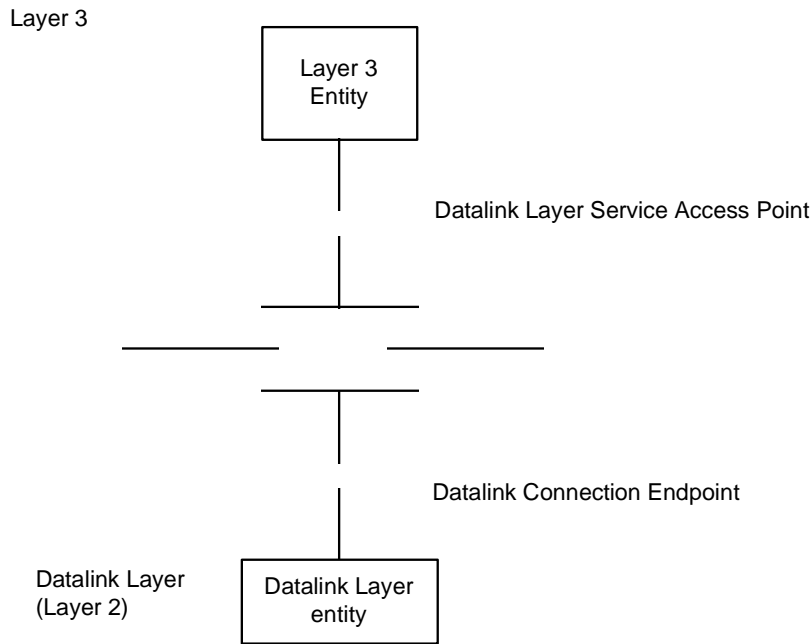 Layer 3
Layer 3
Entity
Datalink Layer Service Access Point
Datalink Connection Endpoint
Datalink Layer
(Layer 2)
Datalink Layer
entity